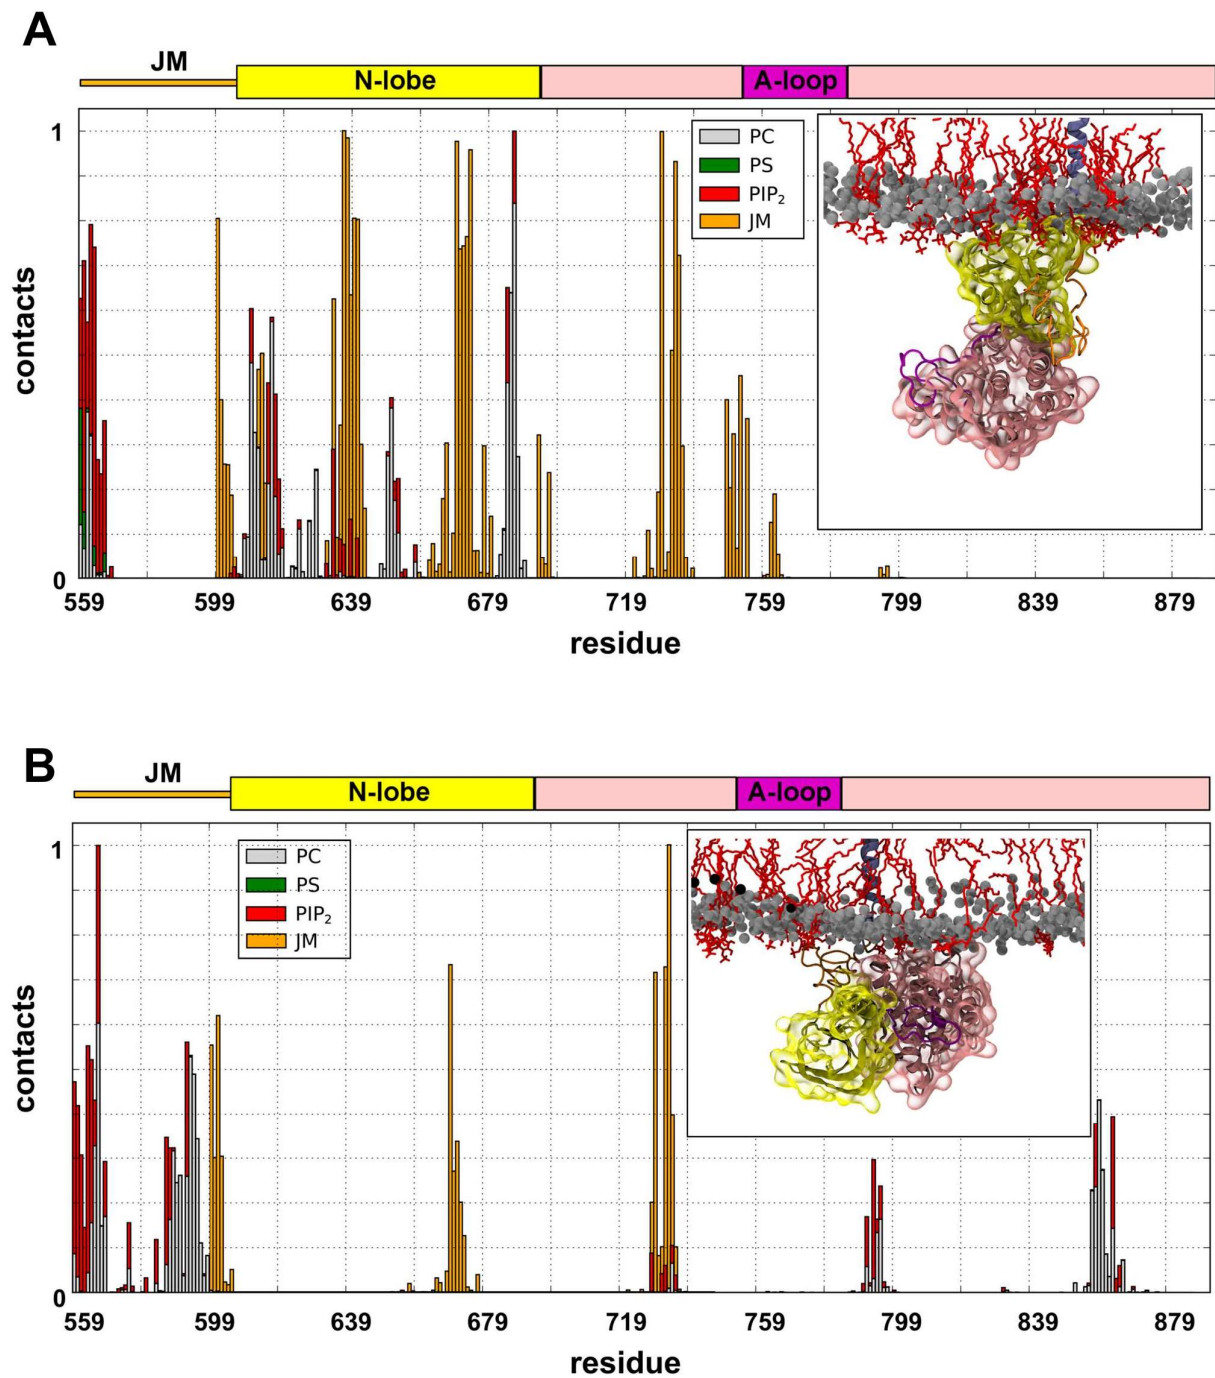 A
JM
N-lobe
A-loop
1
PC
PS
PIP₂
JM
contacts
0
559 599 639 679 719 759 799 839 879
residue
B
JM
N-lobe
A-loop
1
PC
PS
PIP₂
JM
contacts
0
559 599 639 679 719 759 799 839 879
residue